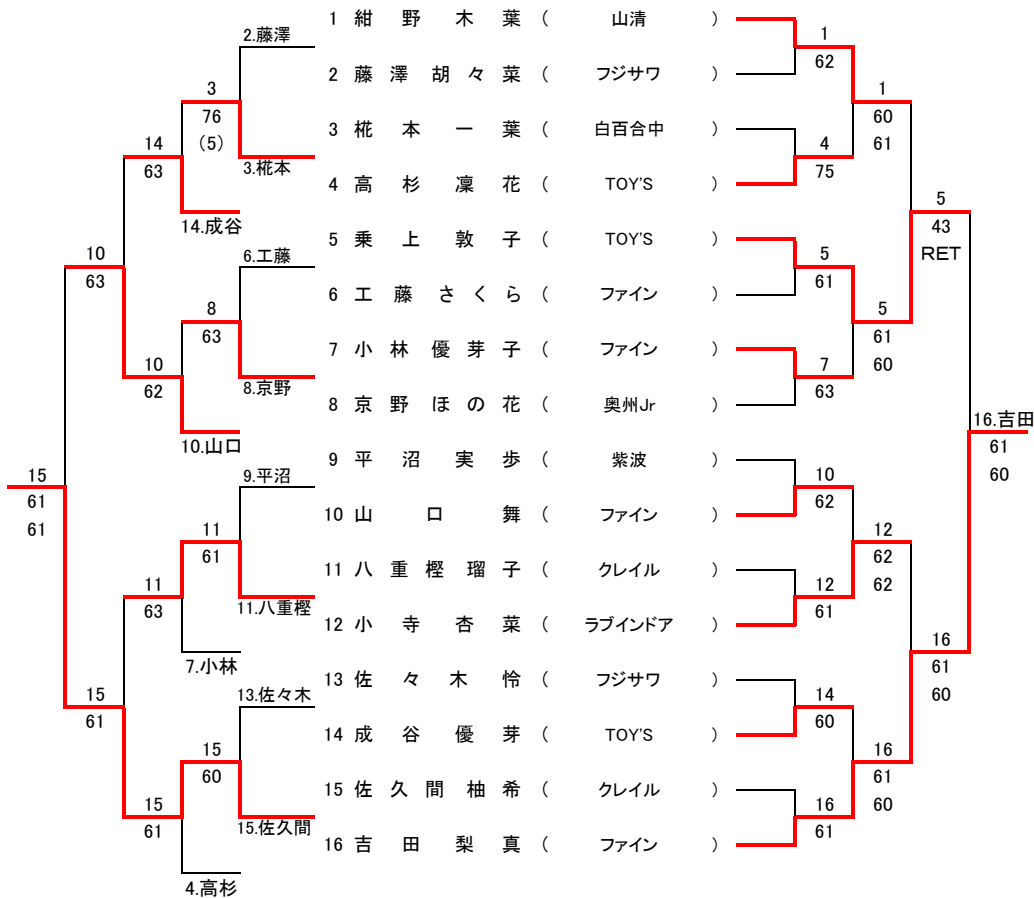 1 紺野木葉 ( 山清 )
2 藤澤胡々菜 ( フジサワ )
3 椛本一葉 ( 白百合中 )
4 高杉凜花 ( TOY'S )
5 乗上敦子 ( TOY'S )
6 工藤さくら ( ファイン )
7 小林優芽子 ( ファイン )
8 京野ほの花 ( 奥州Jr )
9 平沼実歩 ( 紫波 )
10 山口舞 ( ファイン )
11 八重樫瑠子 ( クレイル )
12 小寺杏菜 ( ラブインドア )
13 佐々木怜 ( フジサワ )
14 成谷優芽 ( TOY'S )
15 佐久間柚希 ( クレイル )
16 吉田梨真 ( ファイン )
2.藤澤
3
76
(5)
3.椛本
14
63
14.成谷
10
63
6.工藤
8
63
8.京野
10
62
10.山口
15
61
61
9.平沼
11
61
11.八重樫
11
63
7.小林
15
61
13.佐々木
15
60
15.佐久間
15
61
4.高杉
1
62
4
75
5
61
7
63
10
62
12
61
14
60
16
61
1
60
61
5
61
60
12
62
62
16
61
60
5
43
RET
16
61
60
16.吉田
61
60